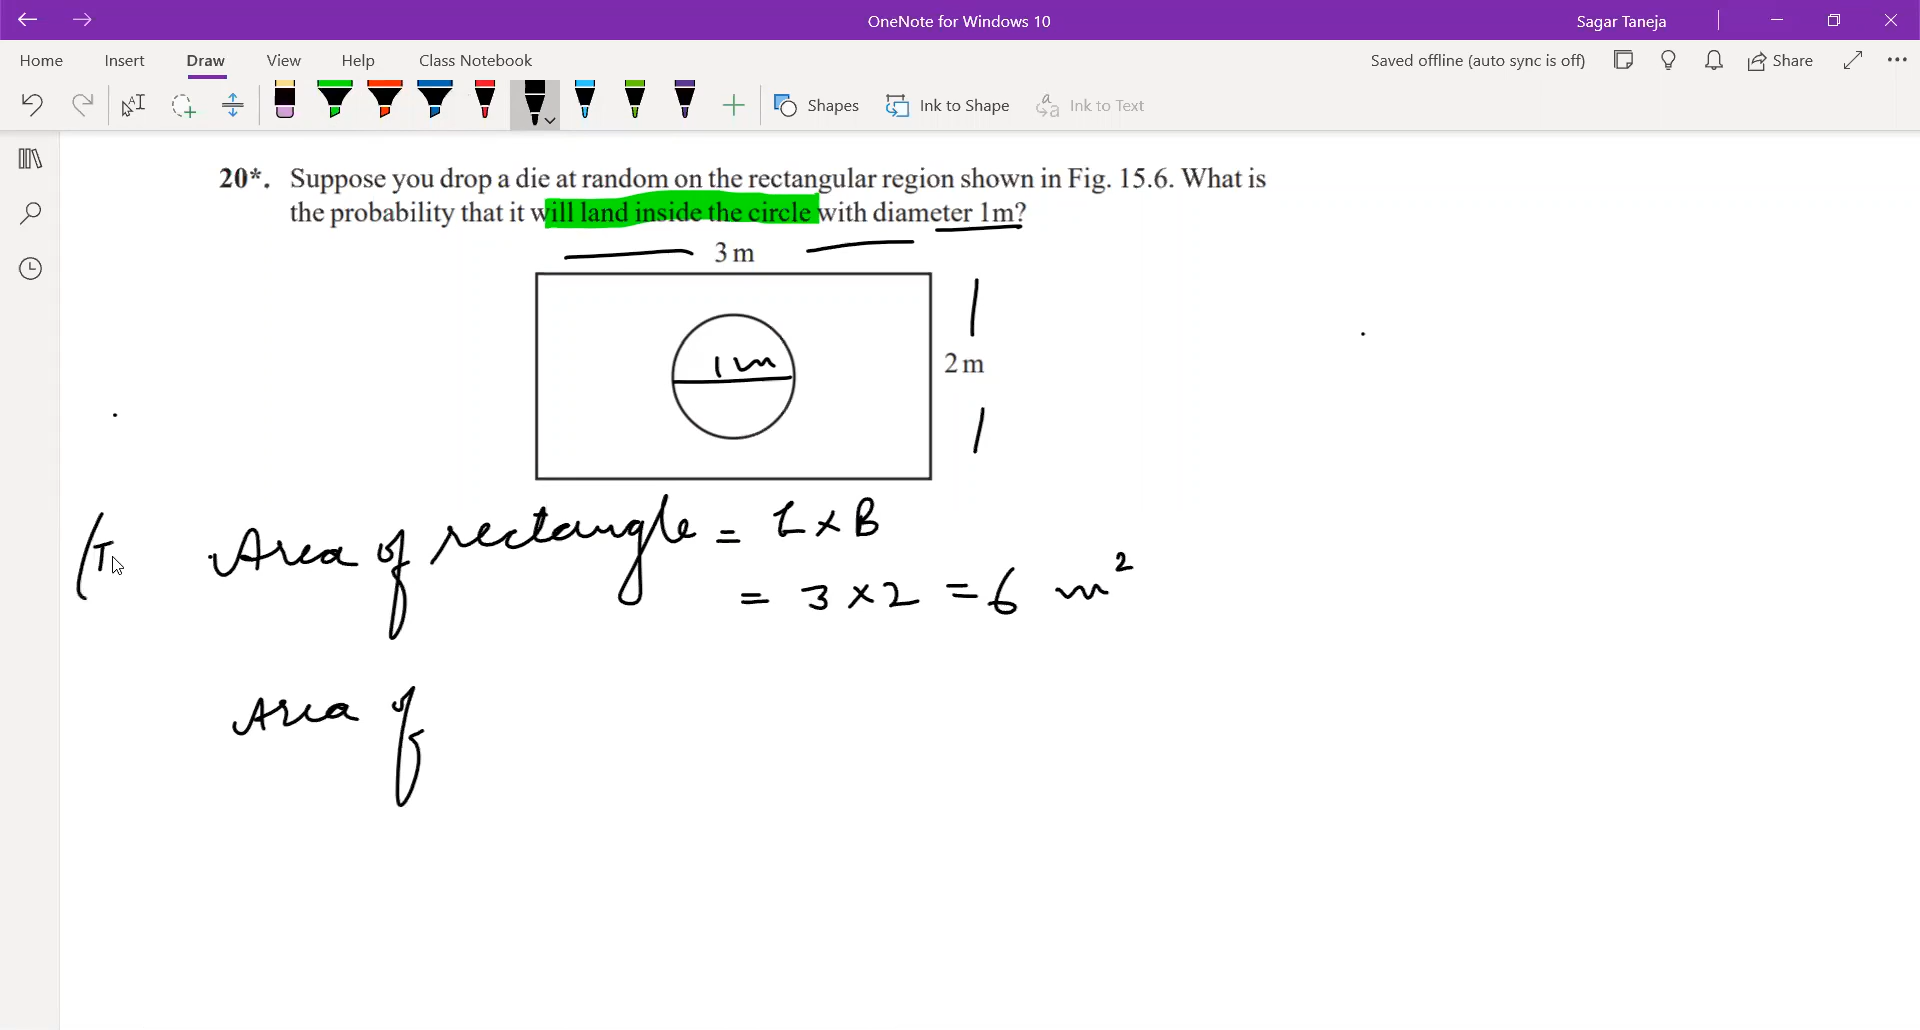 OneNote for Windows 10
Sagar Taneja
Home Insert Draw View Help Class Notebook
Saved offline (auto sync is off) Share
Shapes Ink to Shape Ink to Text
20*. Suppose you drop a die at random on the rectangular region shown in Fig. 15.6. What is
the probability that it will land inside the circle with diameter 1m?
3 m
1 m
2 m
(T Area of rectangle = L × B
= 3 × 2 = 6 m²
Area of